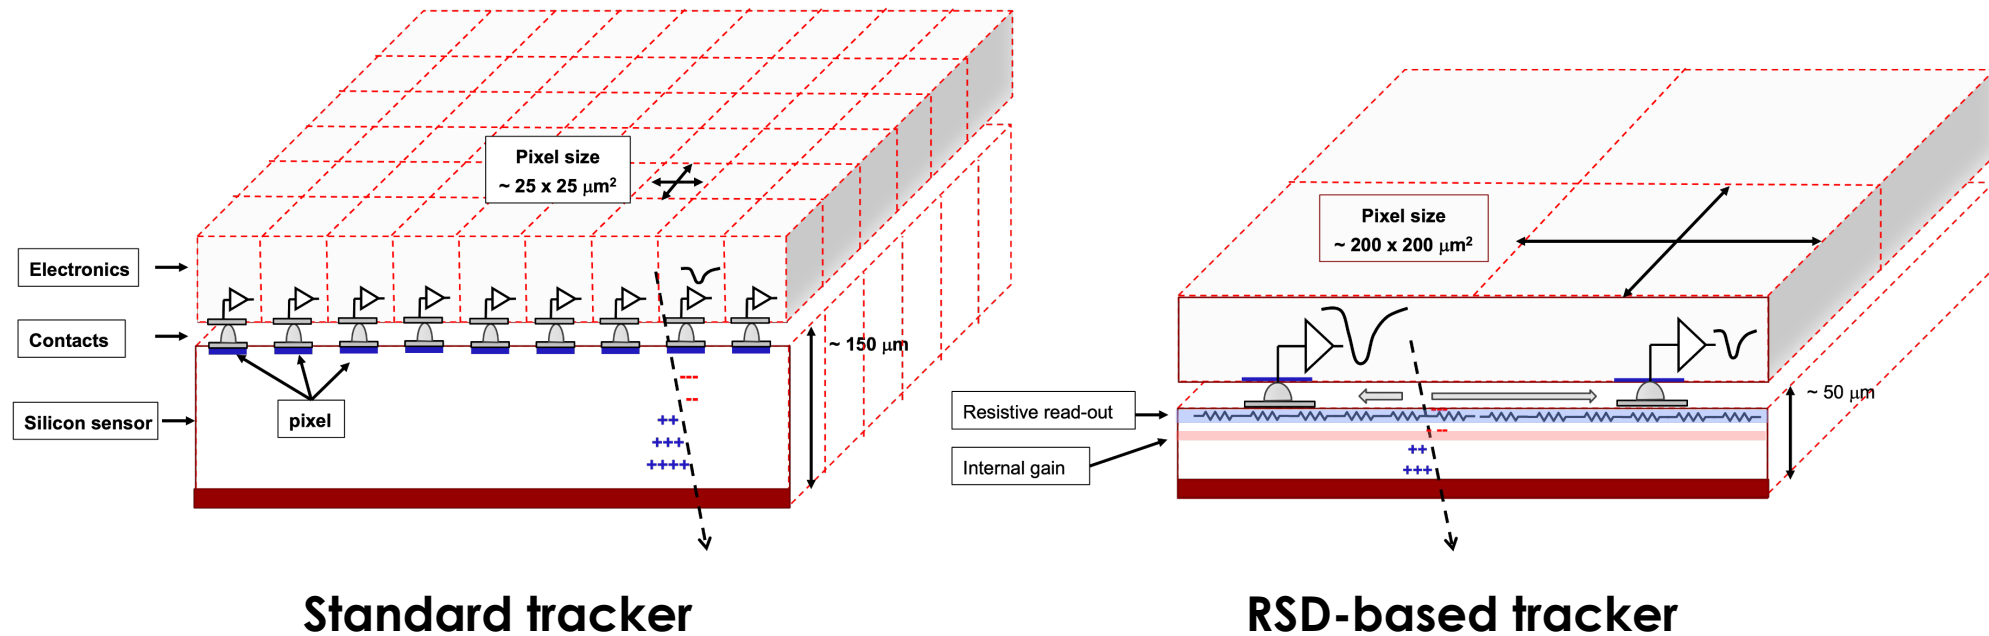 Pixel size
~ 25 x 25 μm²
Electronics
Contacts
~ 150 μm
pixel
Silicon sensor
--- 
--
++
+++
++++
Standard tracker
Pixel size
~ 200 x 200 μm²
Resistive read-out
~ 50 μm
Internal gain
--
--
++
+++
RSD-based tracker